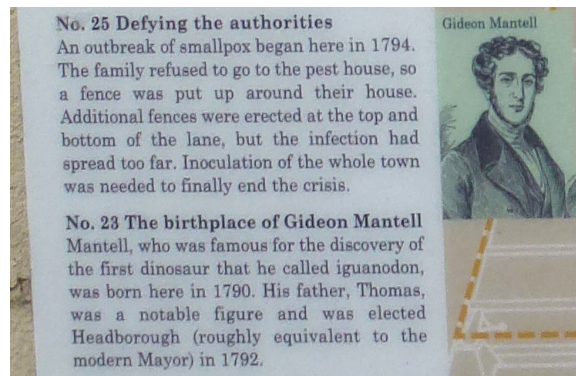 No. 25 Defying the authorities
An outbreak of smallpox began here in 1794.
The family refused to go to the pest house, so
a fence was put up around their house.
Additional fences were erected at the top and
bottom of the lane, but the infection had
spread too far. Inoculation of the whole town
was needed to finally end the crisis.
No. 23 The birthplace of Gideon Mantell
Mantell, who was famous for the discovery of
the first dinosaur that he called iguanodon,
was born here in 1790. His father, Thomas,
was a notable figure and was elected
Headborough (roughly equivalent to the
modern Mayor) in 1792.
Gideon Mantell